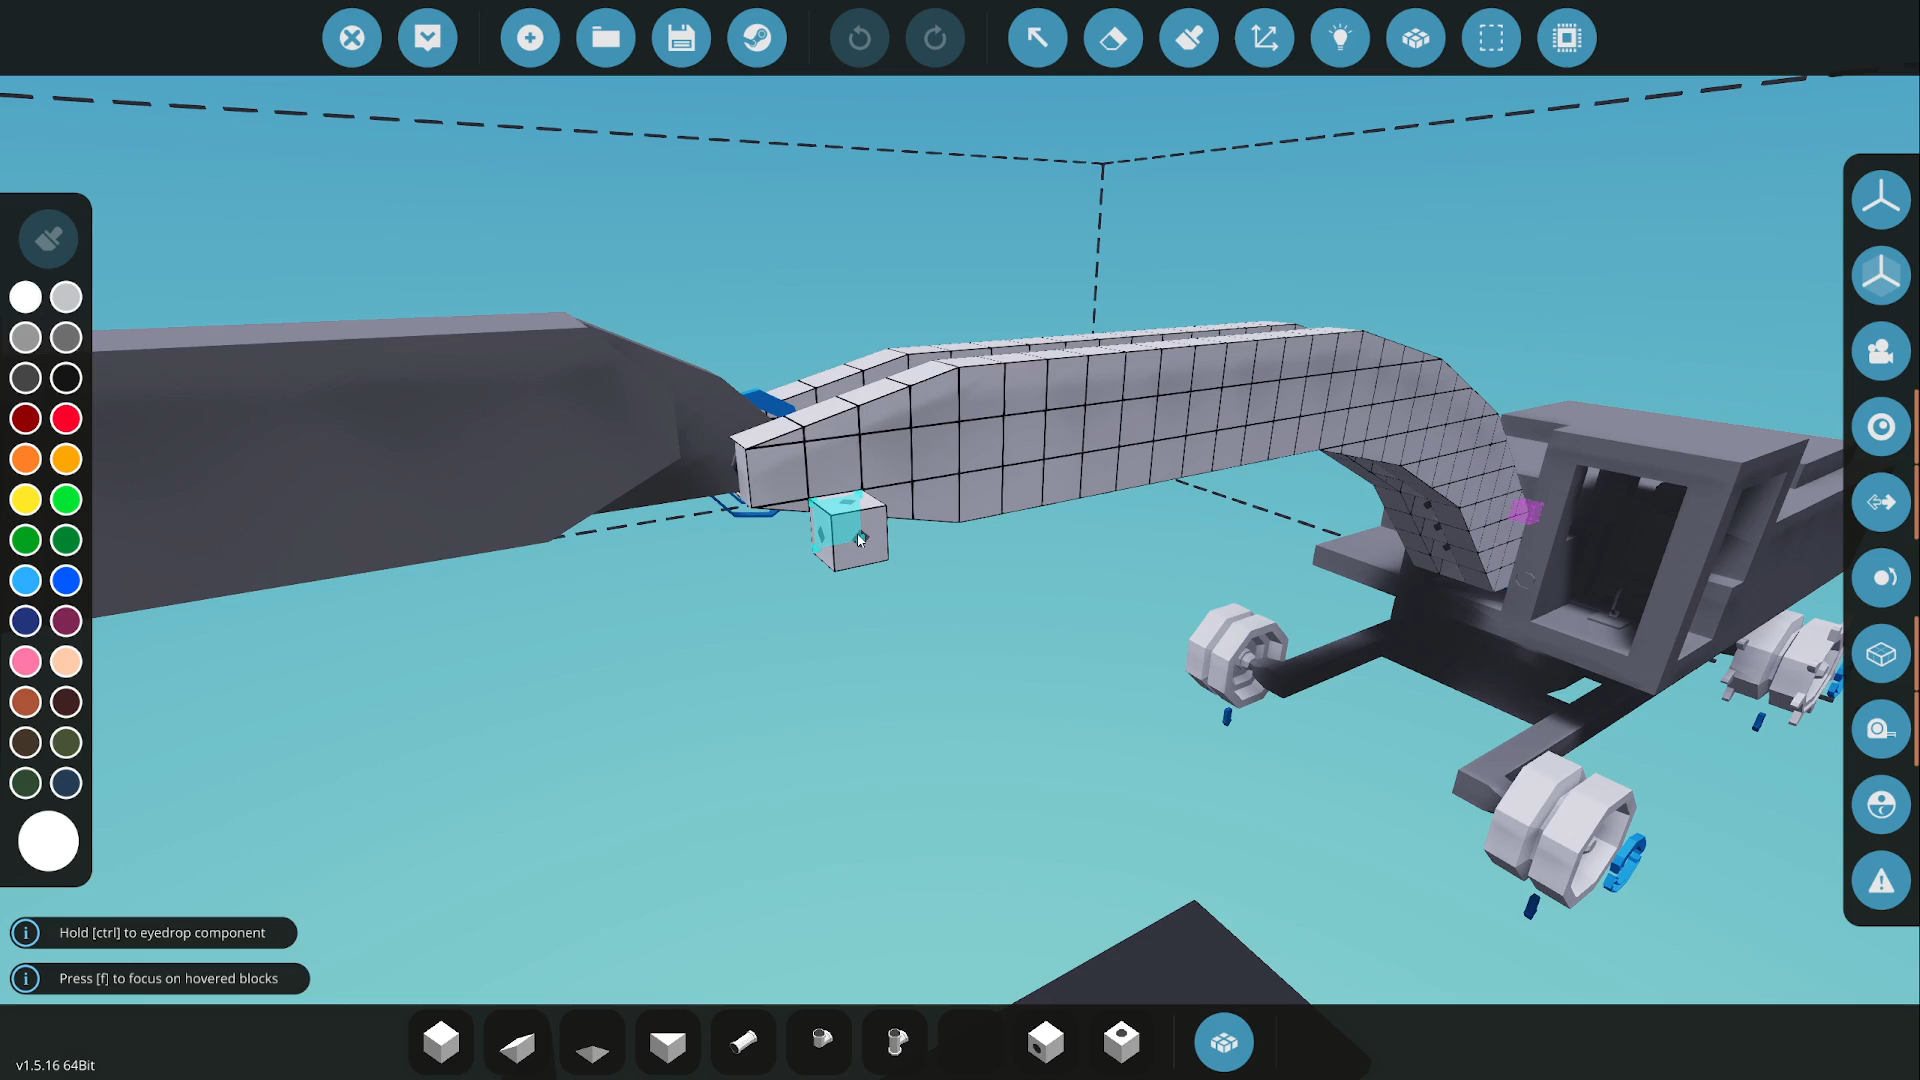 Hold [ctrl] to eyedrop component
Press [f] to focus on hovered blocks
v1.5.16 64Bit